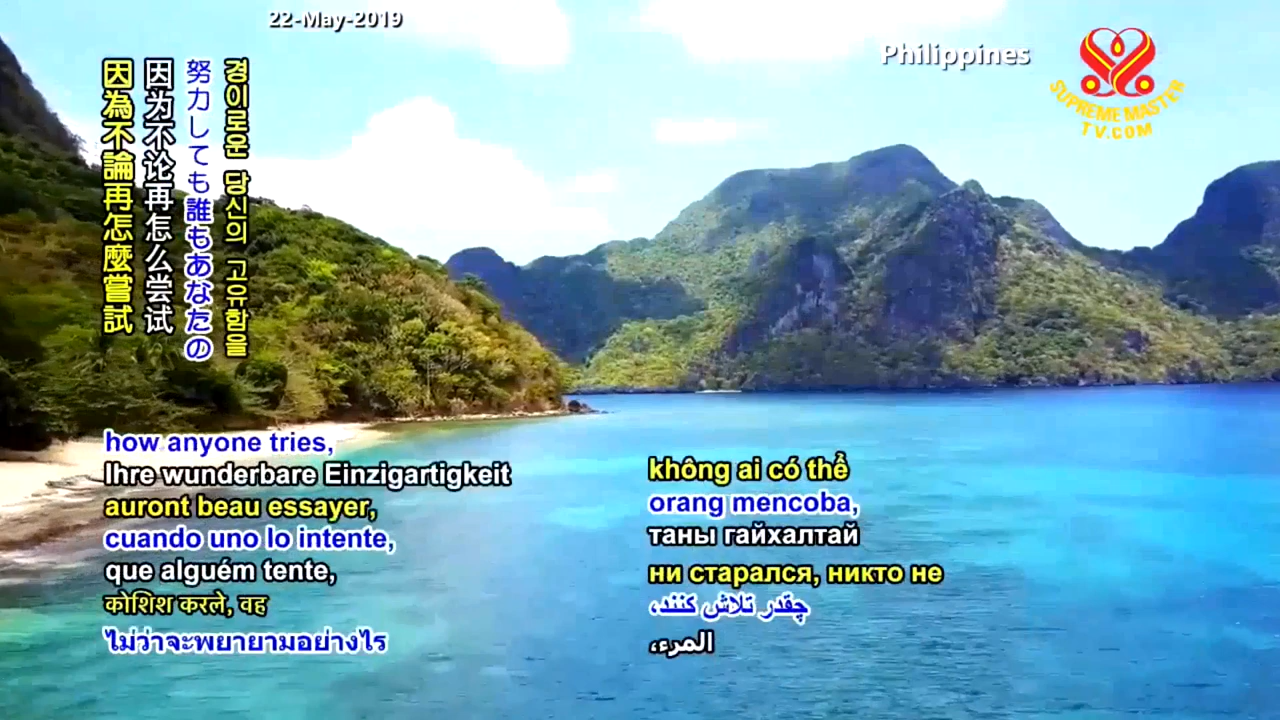 22-May-2019
Philippines
SUPREME MASTER
TV.COM
因為不論再怎麼嘗試
因为不论再怎么尝试
努力しても誰もあなたの
경이로운 당신의 고유함을
how anyone tries,
Ihre wunderbare Einzigartigkeit
auront beau essayer,
cuando uno lo intente,
que alguém tente,
कोशिश करले, वह
ไม่ว่าจะพยายามอย่างไร
không ai có thể
orang mencoba,
таны гайхалтай
ни старался, никто не
چقدر تلاش کنند،
المرء،